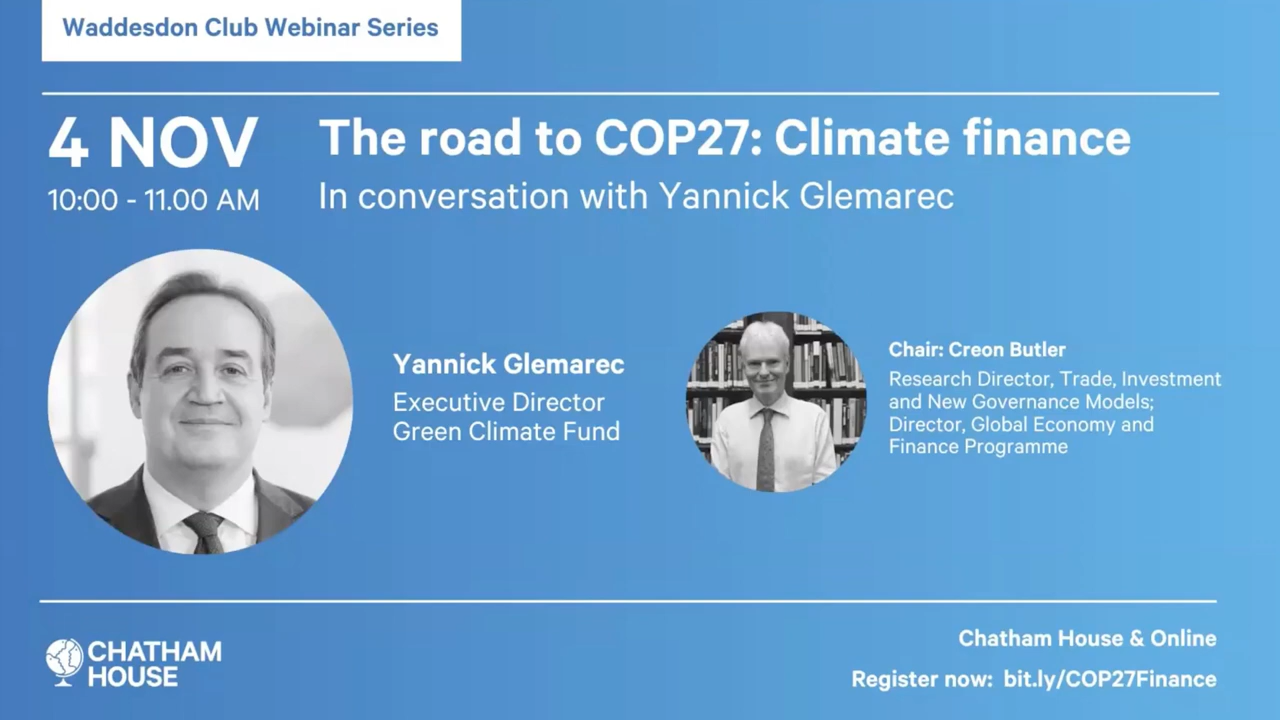 Waddesdon Club Webinar Series
4 NOV
10:00 - 11.00 AM
The road to COP27: Climate finance
In conversation with Yannick Glemarec
Yannick Glemarec
Executive Director
Green Climate Fund
Chair: Creon Butler
Research Director, Trade, Investment
and New Governance Models;
Director, Global Economy and
Finance Programme
CHATHAM
HOUSE
Chatham House & Online
Register now: bit.ly/COP27Finance